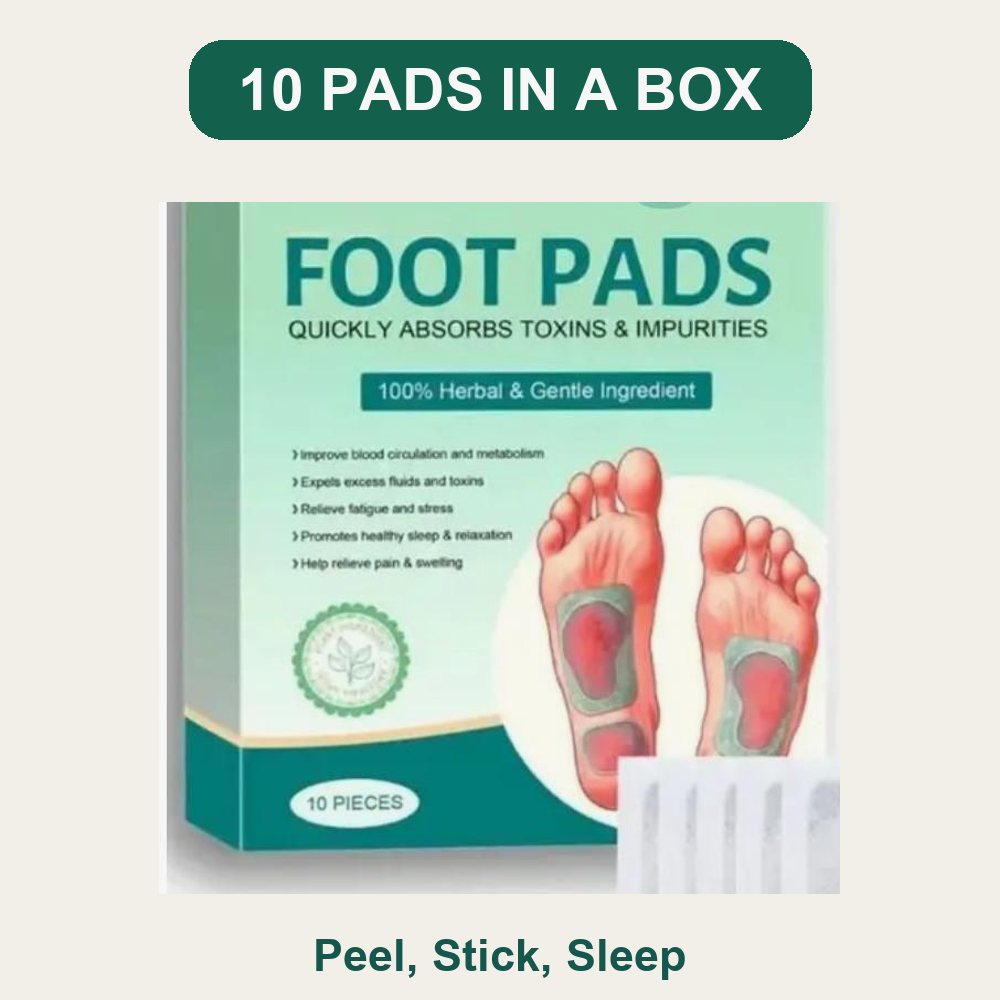 10 PADS IN A BOX
FOOT PADS
QUICKLY ABSORBS TOXINS & IMPURITIES
100% Herbal & Gentle Ingredient
Improve blood circulation and metabolism
Expels excess fluids and toxins
Relieve fatigue and stress
Promotes healthy sleep & relaxation
Help relieve pain & swelling
10 PIECES
Peel, Stick, Sleep